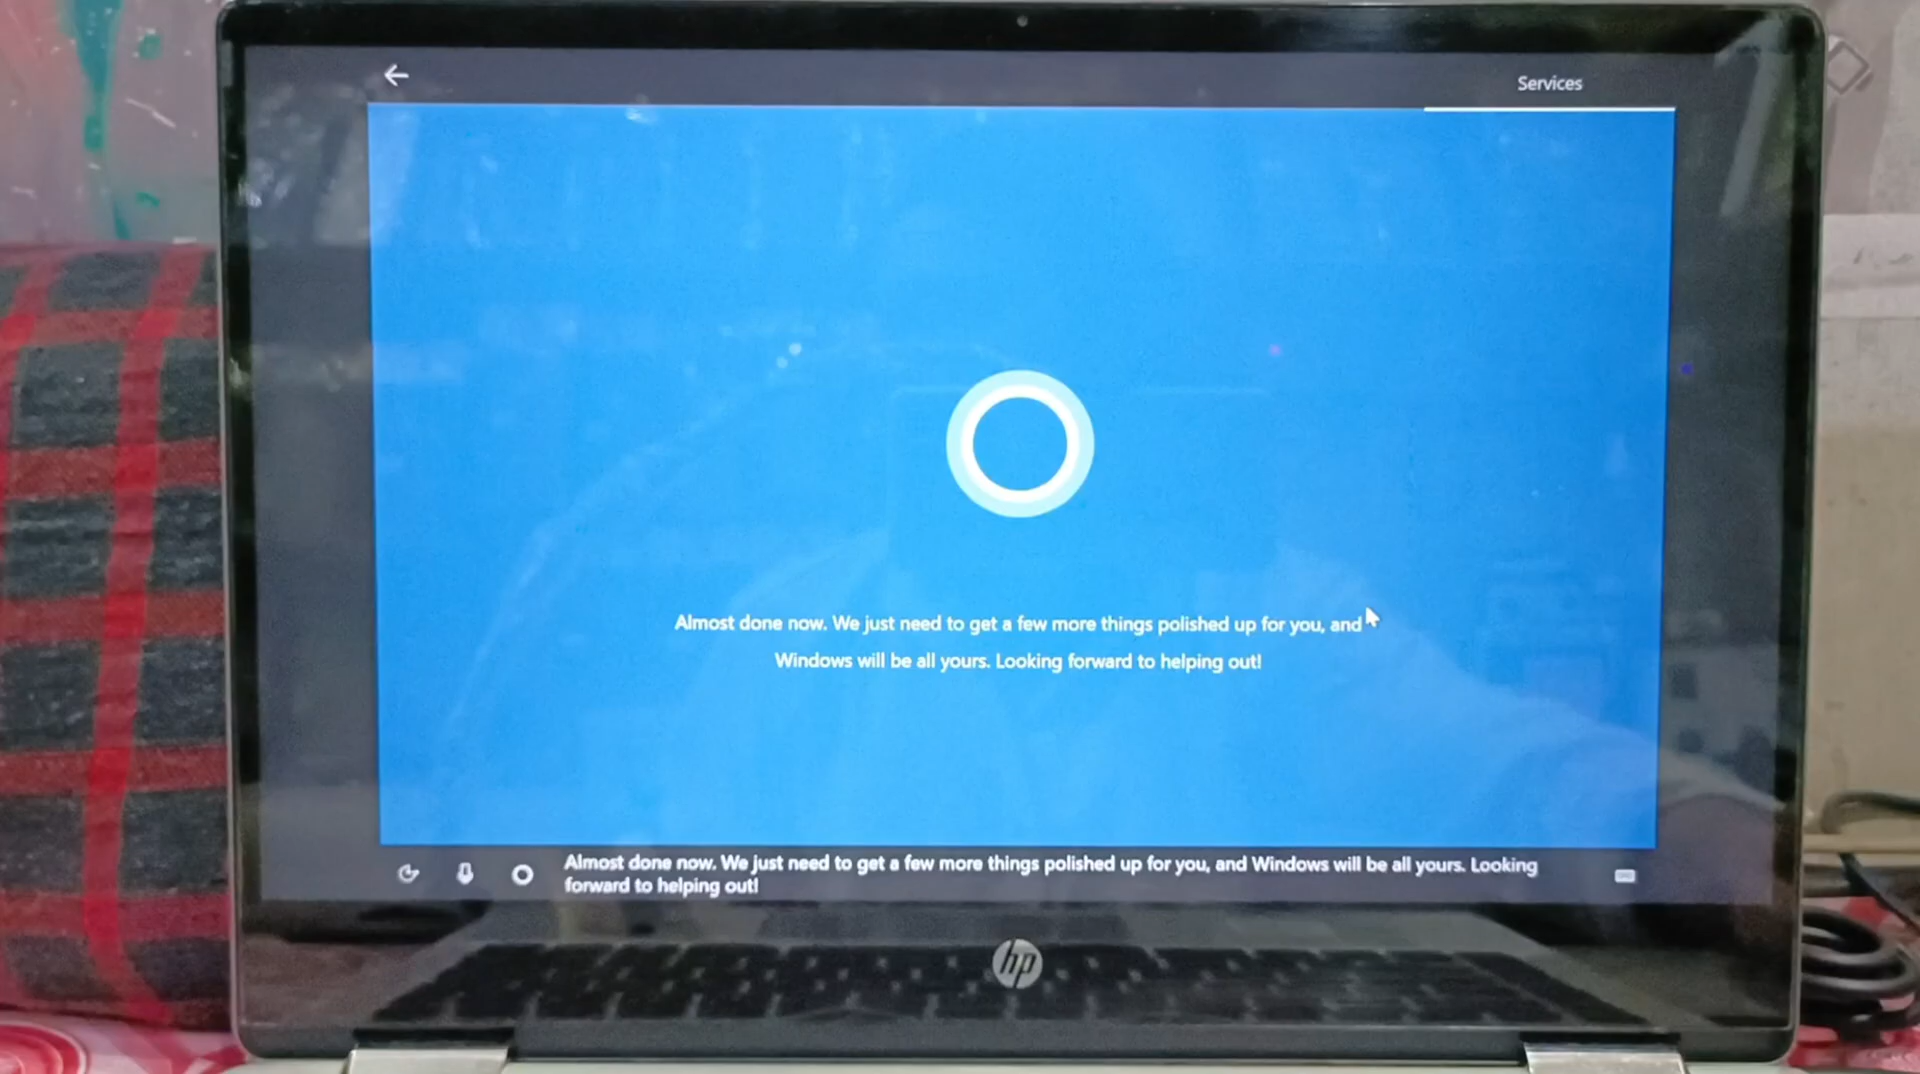 Services
Almost done now. We just need to get a few more things polished up for you, and
Windows will be all yours. Looking forward to helping out!
Almost done now. We just need to get a few more things polished up for you, and Windows will be all yours. Looking
forward to helping out!
hp